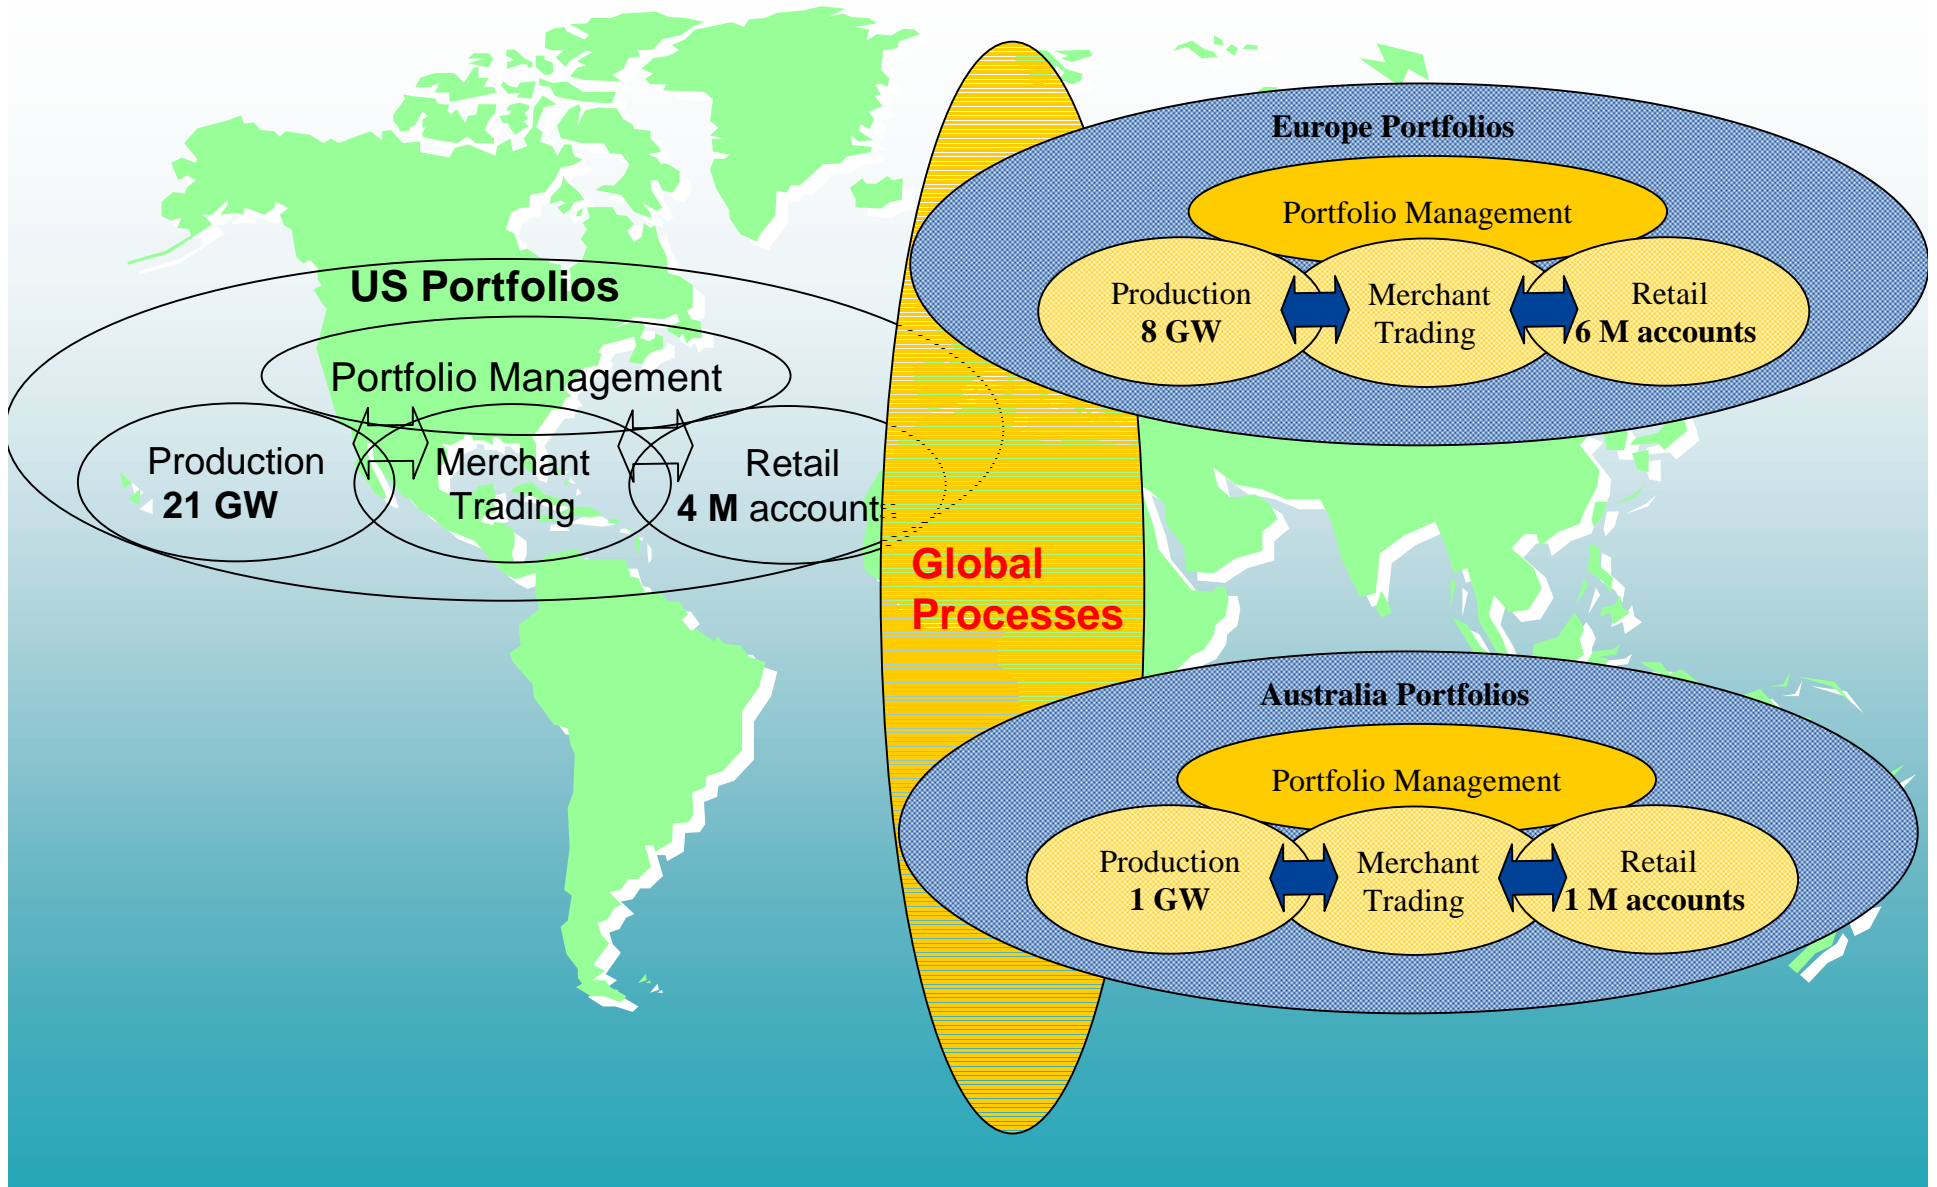 US Portfolios
Portfolio Management
Production
21 GW
Merchant
Trading
Retail
4 M account
Global
Processes
Europe Portfolios
Portfolio Management
Production
8 GW
Merchant
Trading
Retail
6 M accounts
Australia Portfolios
Portfolio Management
Production
1 GW
Merchant
Trading
Retail
1 M accounts